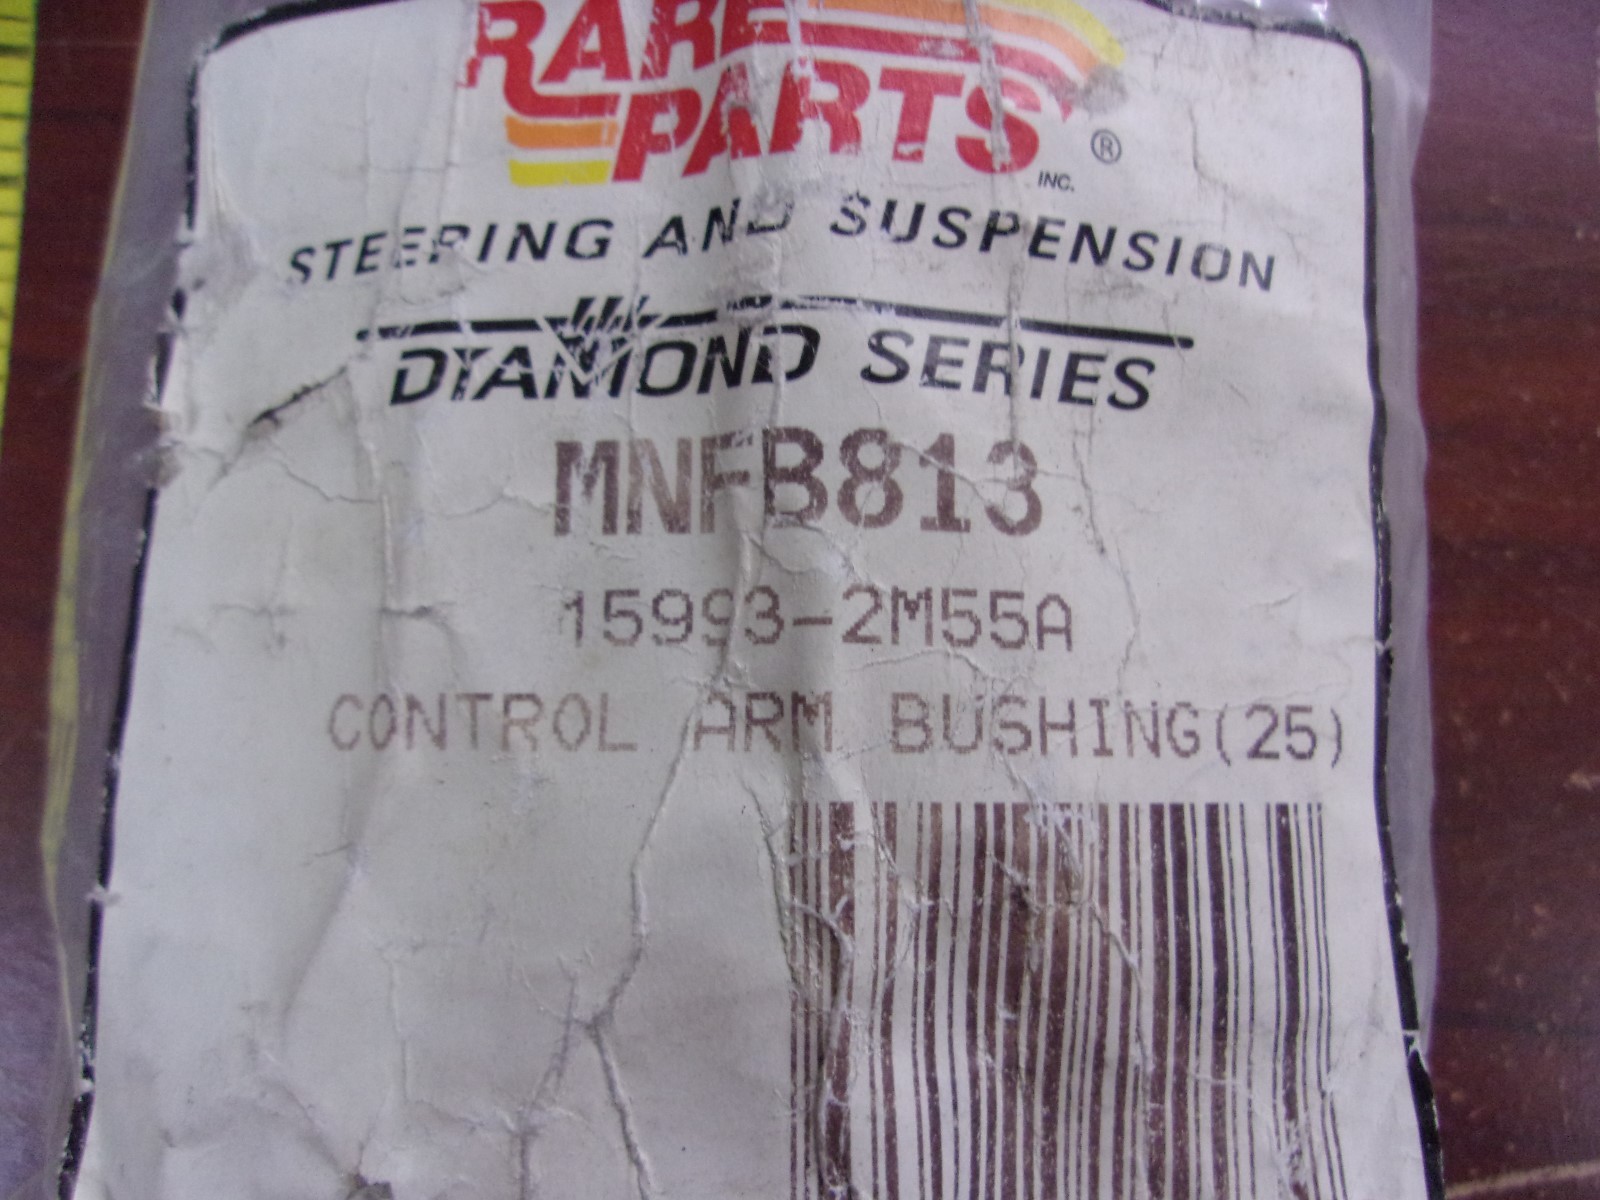 RARE
PARTS ®
INC.
STEERING AND SUSPENSION
DIAMOND SERIES
MNFB813
15993-2M55A
CONTROL ARM BUSHING(25)